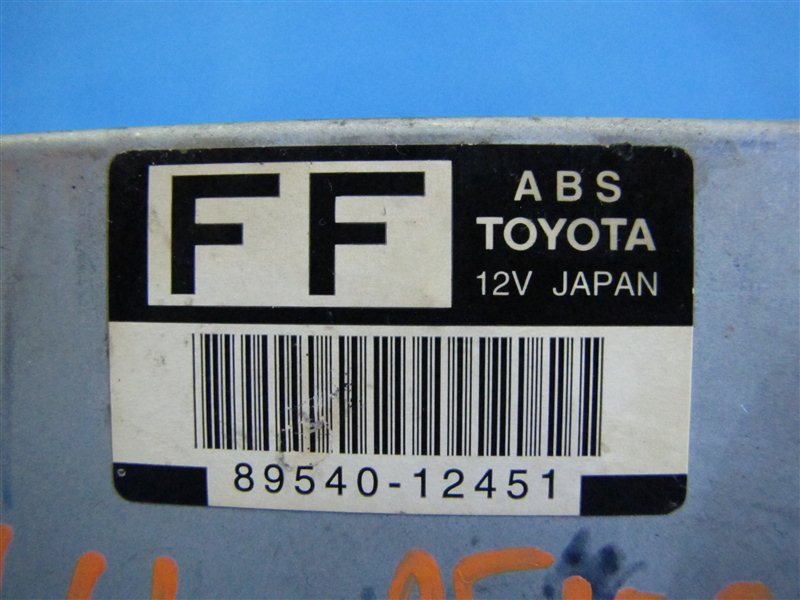 FF
ABS
TOYOTA
12V JAPAN
89540-12451